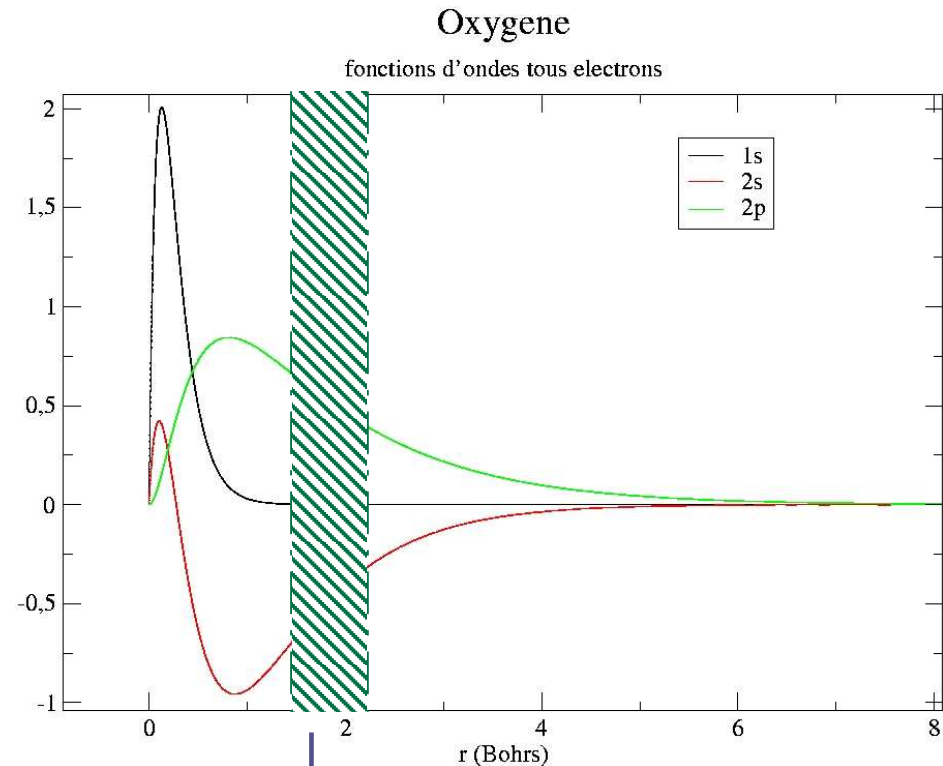 Oxygene
fonctions d'ondes tous electrons
2
1,5
1
0,5
0
-0,5
-1
1s
2s
2p
0 2 4 6 8
r (Bohrs)